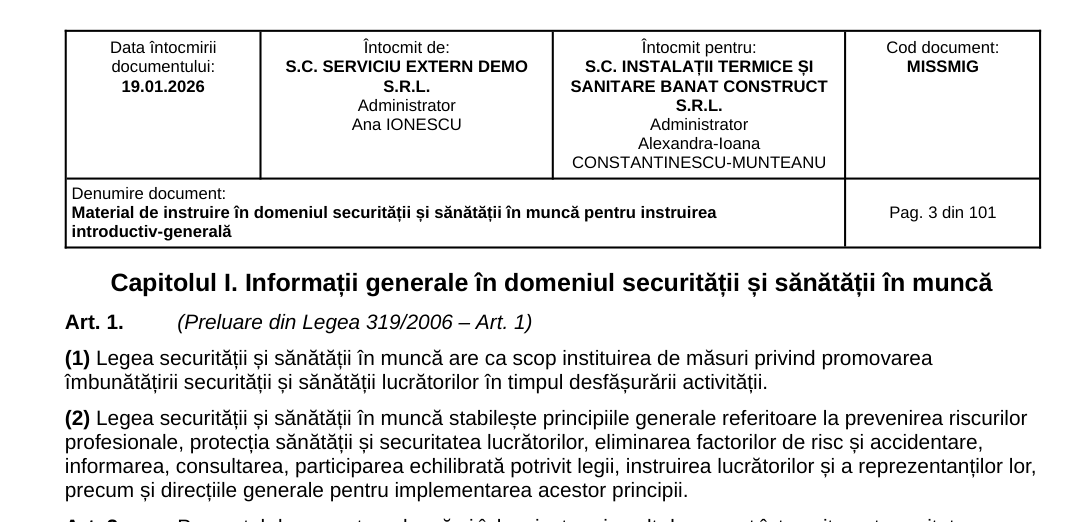 Data întocmirii
documentului:
19.01.2026
Întocmit de:
S.C. SERVICIU EXTERN DEMO
S.R.L.
Administrator
Ana IONESCU
Întocmit pentru:
S.C. INSTALAȚII TERMICE ȘI
SANITARE BANAT CONSTRUCT
S.R.L.
Administrator
Alexandra-Ioana
CONSTANTINESCU-MUNTEANU
Cod document:
MISSMIG
Denumire document:
Material de instruire în domeniul securității și sănătății în muncă pentru instruirea
introductiv-generală
Pag. 3 din 101
Capitolul I. Informații generale în domeniul securității și sănătății în muncă
Art. 1. (Preluare din Legea 319/2006 – Art. 1)
(1) Legea securității și sănătății în muncă are ca scop instituirea de măsuri privind promovarea
îmbunătățirii securității și sănătății lucrătorilor în timpul desfășurării activității.
(2) Legea securității și sănătății în muncă stabilește principiile generale referitoare la prevenirea riscurilor
profesionale, protecția sănătății și securitatea lucrătorilor, eliminarea factorilor de risc și accidentare,
informarea, consultarea, participarea echilibrată potrivit legii, instruirea lucrătorilor și a reprezentanților lor,
precum și direcțiile generale pentru implementarea acestor principii.